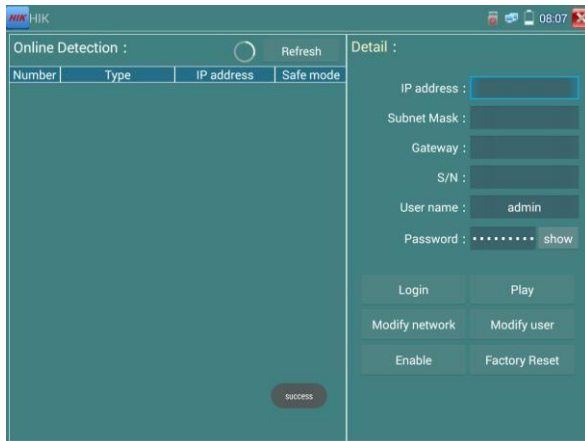 HIK HIK 08:07
Online Detection : Refresh
Number Type IP address Safe mode
Detail :
IP address :
Subnet Mask :
Gateway :
S/N :
User name : admin
Password : ••••••••• show
Login Play
Modify network Modify user
Enable Factory Reset
success